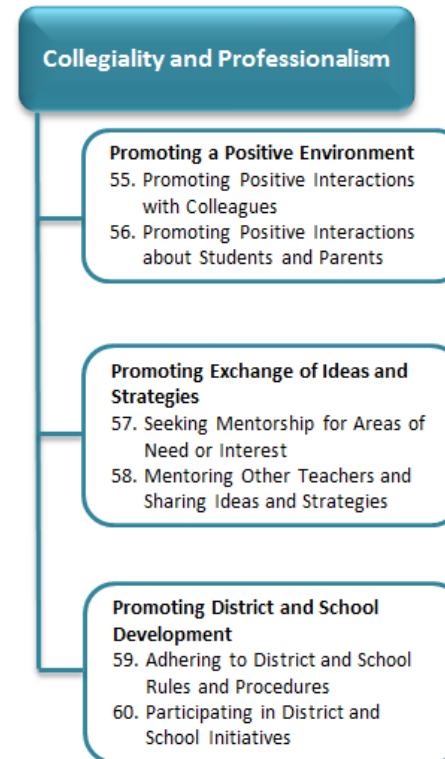 Collegiality and Professionalism
Promoting a Positive Environment
55. Promoting Positive Interactions
with Colleagues
56. Promoting Positive Interactions
about Students and Parents
Promoting Exchange of Ideas and
Strategies
57. Seeking Mentorship for Areas of
Need or Interest
58. Mentoring Other Teachers and
Sharing Ideas and Strategies
Promoting District and School
Development
59. Adhering to District and School
Rules and Procedures
60. Participating in District and
School Initiatives